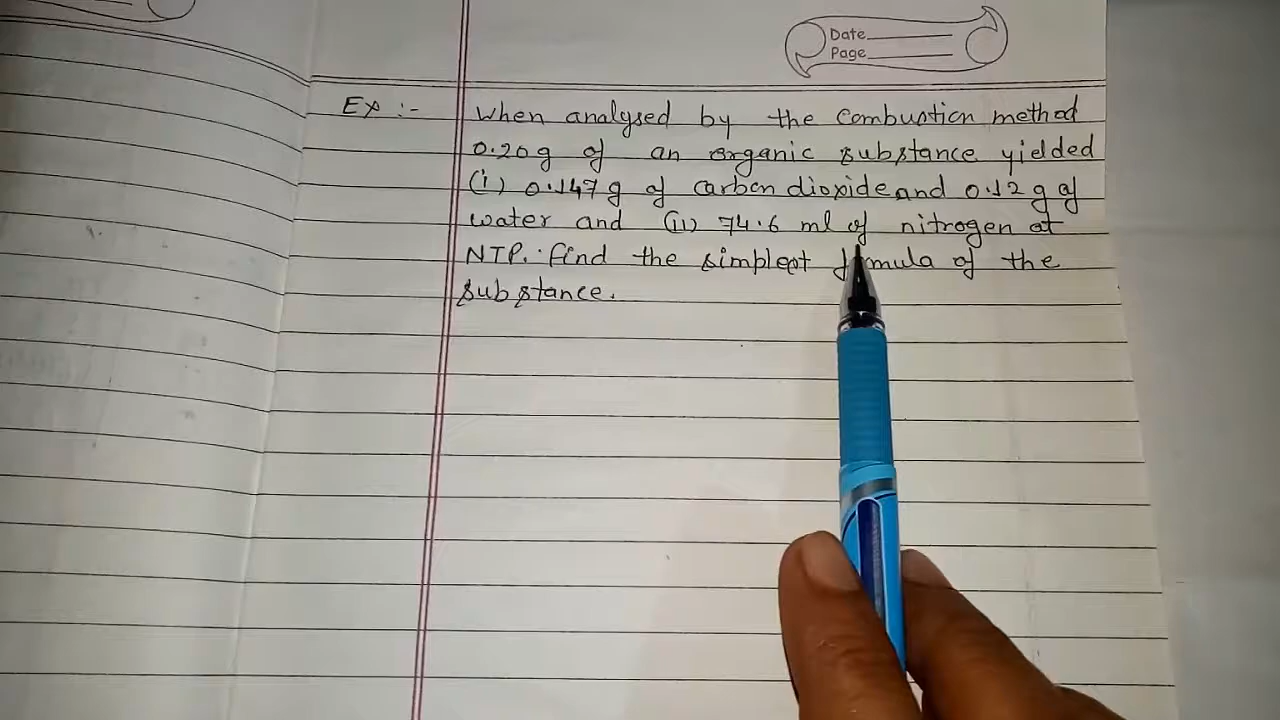 Date
Page
Ex :- When analysed by the combustion method
0.20g of an organic substance yielded
(i) 0.147g of carbon dioxide and 0.12 g of
water and (ii) 74.6 ml of nitrogen at
NTP. Find the simplest formula of the
substance.